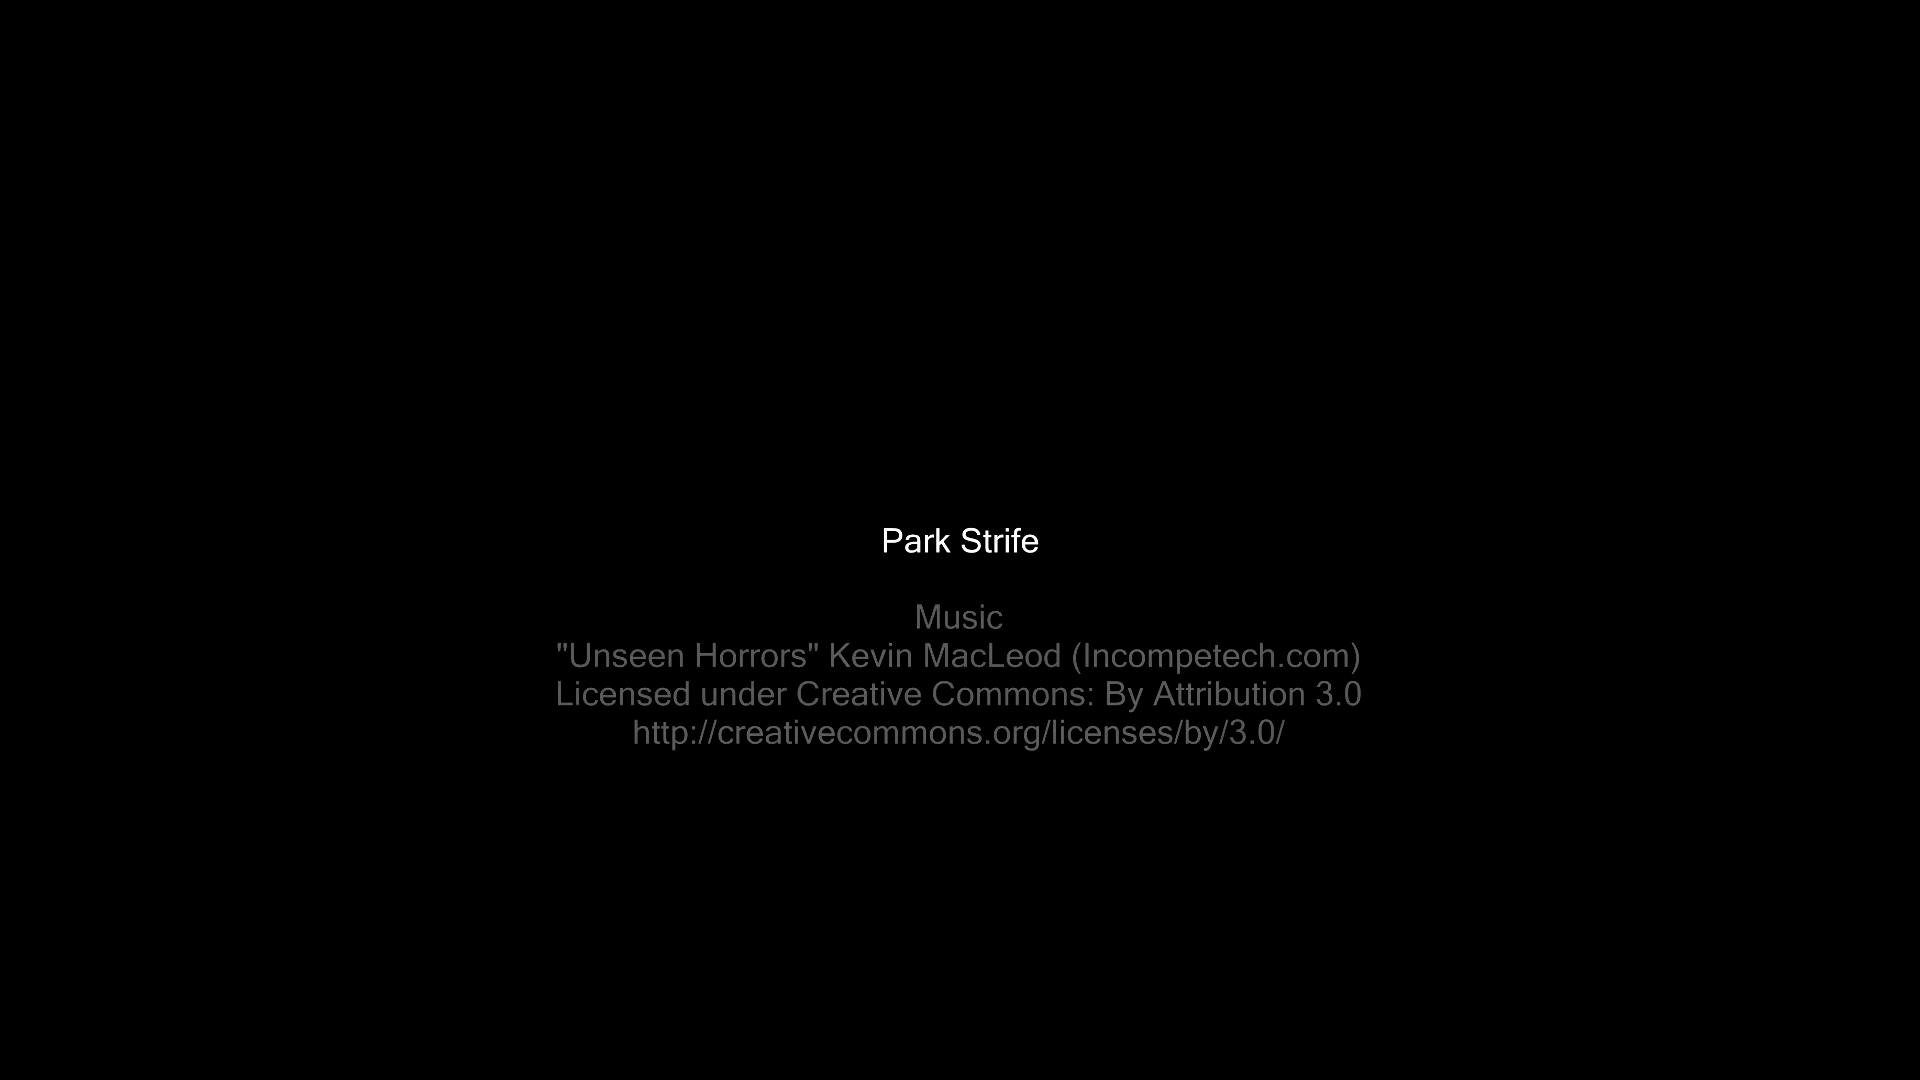 Park Strife
Music
"Unseen Horrors" Kevin MacLeod (Incompetech.com)
Licensed under Creative Commons: By Attribution 3.0
http://creativecommons.org/licenses/by/3.0/